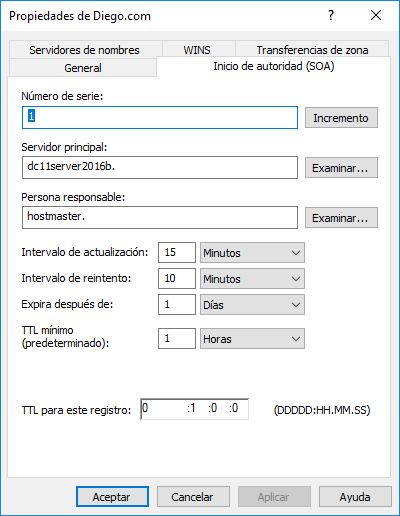 Propiedades de Diego.com
Servidores de nombres WINS Transferencias de zona
General Inicio de autoridad (SOA)
Número de serie:
1 Incremento
Servidor principal:
dc11server2016b. Examinar...
Persona responsable:
hostmaster. Examinar...
Intervalo de actualización: 15 Minutos
Intervalo de reintento: 10 Minutos
Expira después de: 1 Días
TTL mínimo
(predeterminado): 1 Horas
TTL para este registro: 0 :1 :0 :0 (DDDDD:HH.MM.SS)
Aceptar Cancelar Aplicar Ayuda